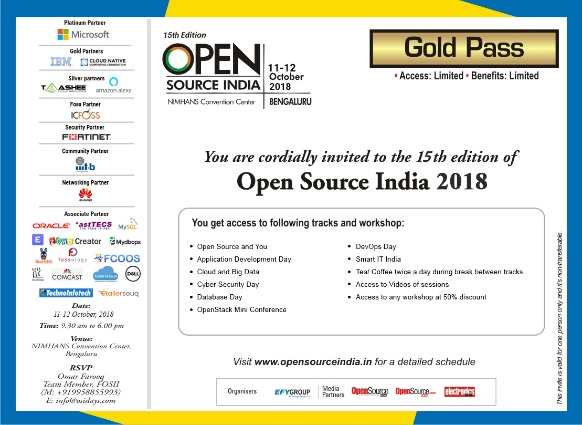 Platinum Partner
Microsoft
Gold Partners
IBM
CLOUD NATIVE
COMPUTING FOUNDATION
Silver partners
TASHEE
amazon alexa
Foss Partner
ICFOSS
Security Partner
FORTINET
Community Partner
Networking Partner
HUAWEI
Associate Partner
ORACLE
astTECS
MySQL
Creator
Mydbops
fossology
FCOOS
COMCAST
DELL
TechnoInfotech
eTailersouq
Date:
11-12 October, 2018
Time: 9.30 am to 6.00 pm
Venue:
NIMHANS Convention Center,
Bengaluru
RSVP
Omar Farooq
Team Member, FOSII
(M: +919958855993)
E: info@osidays.com
15th Edition
OPEN
SOURCE INDIA
NIMHANS Convention Center
11-12
October
2018
BENGALURU
Gold Pass
• Access: Limited • Benefits: Limited
You are cordially invited to the 15th edition of
Open Source India 2018
You get access to following tracks and workshop:
• Open Source and You
• Application Development Day
• Cloud and Big Data
• Cyber Security Day
• Database Day
• OpenStack Mini Conference
• DevOps Day
• Smart IT India
• Tea/ Coffee twice a day during break between tracks
• Access to Videos of sessions
• Access to any workshop at 50% discount
Visit www.opensourceindia.in for a detailed schedule
Organisers
EFYGROUP
Media
Partners
OpenSource
OpenSource
electronics
This invite is valid for one person only and it's non-transferable.